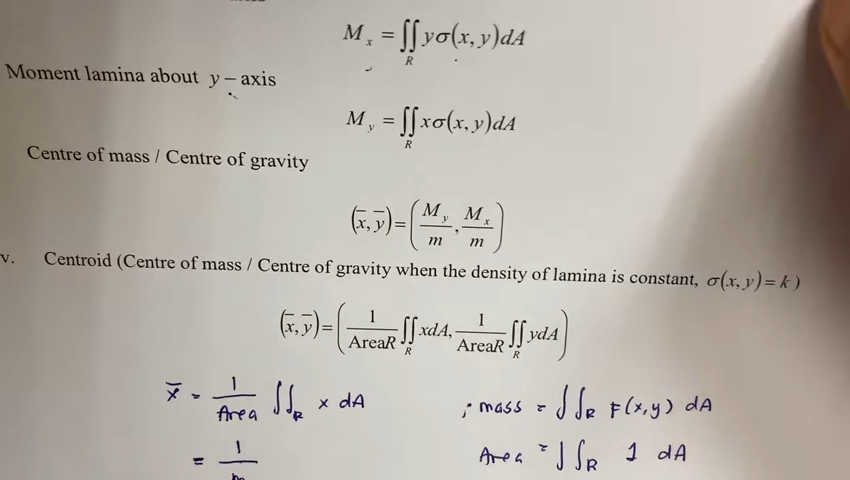 M_x = ∬_R yσ(x, y)dA
Moment lamina about y – axis
M_y = ∬_R xσ(x, y)dA
Centre of mass / Centre of gravity
(x̄, ȳ) = (M_y/m, M_x/m)
v. Centroid (Centre of mass / Centre of gravity when the density of lamina is constant, σ(x, y) = k )
(x̄, ȳ) = (1/AreaR ∬_R xdA, 1/AreaR ∬_R ydA)
x̄ = 1/Area ∫∫_R x dA ; mass = ∫∫_R F(x,y) dA
= 1/ Area = ∫∫_R 1 dA